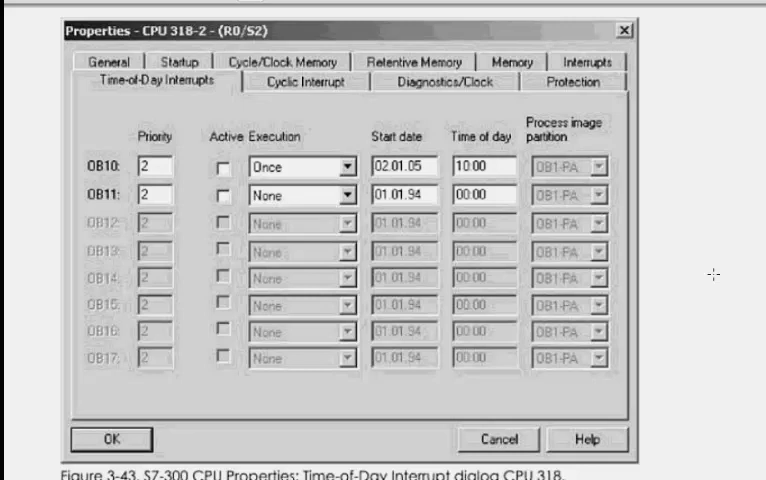 Properties - CPU 318-2 - (R0/S2)
General Startup Cycle/Clock Memory Retentive Memory Memory Interrupts
Time-of-Day Interrupts Cyclic Interrupt Diagnostics/Clock Protection
Priority Active Execution Start date Time of day Process image partition
OB10: 2 Once 02.01.05 10:00 OB1-PA
OB11: 2 None 01.01.94 00:00 OB1-PA
OB12: 2 None 01.01.94 00:00 OB1-PA
OB13: 2 None 01.01.94 00:00 OB1-PA
OB14: 2 None 01.01.94 00:00 OB1-PA
OB15: 2 None 01.01.94 00:00 OB1-PA
OB16: 2 None 01.01.94 00:00 OB1-PA
OB17: 2 None 01.01.94 00:00 OB1-PA
OK Cancel Help
Figure 3-43. S7-300 CPU Properties: Time-of-Day Interrupt dialog CPU 318.